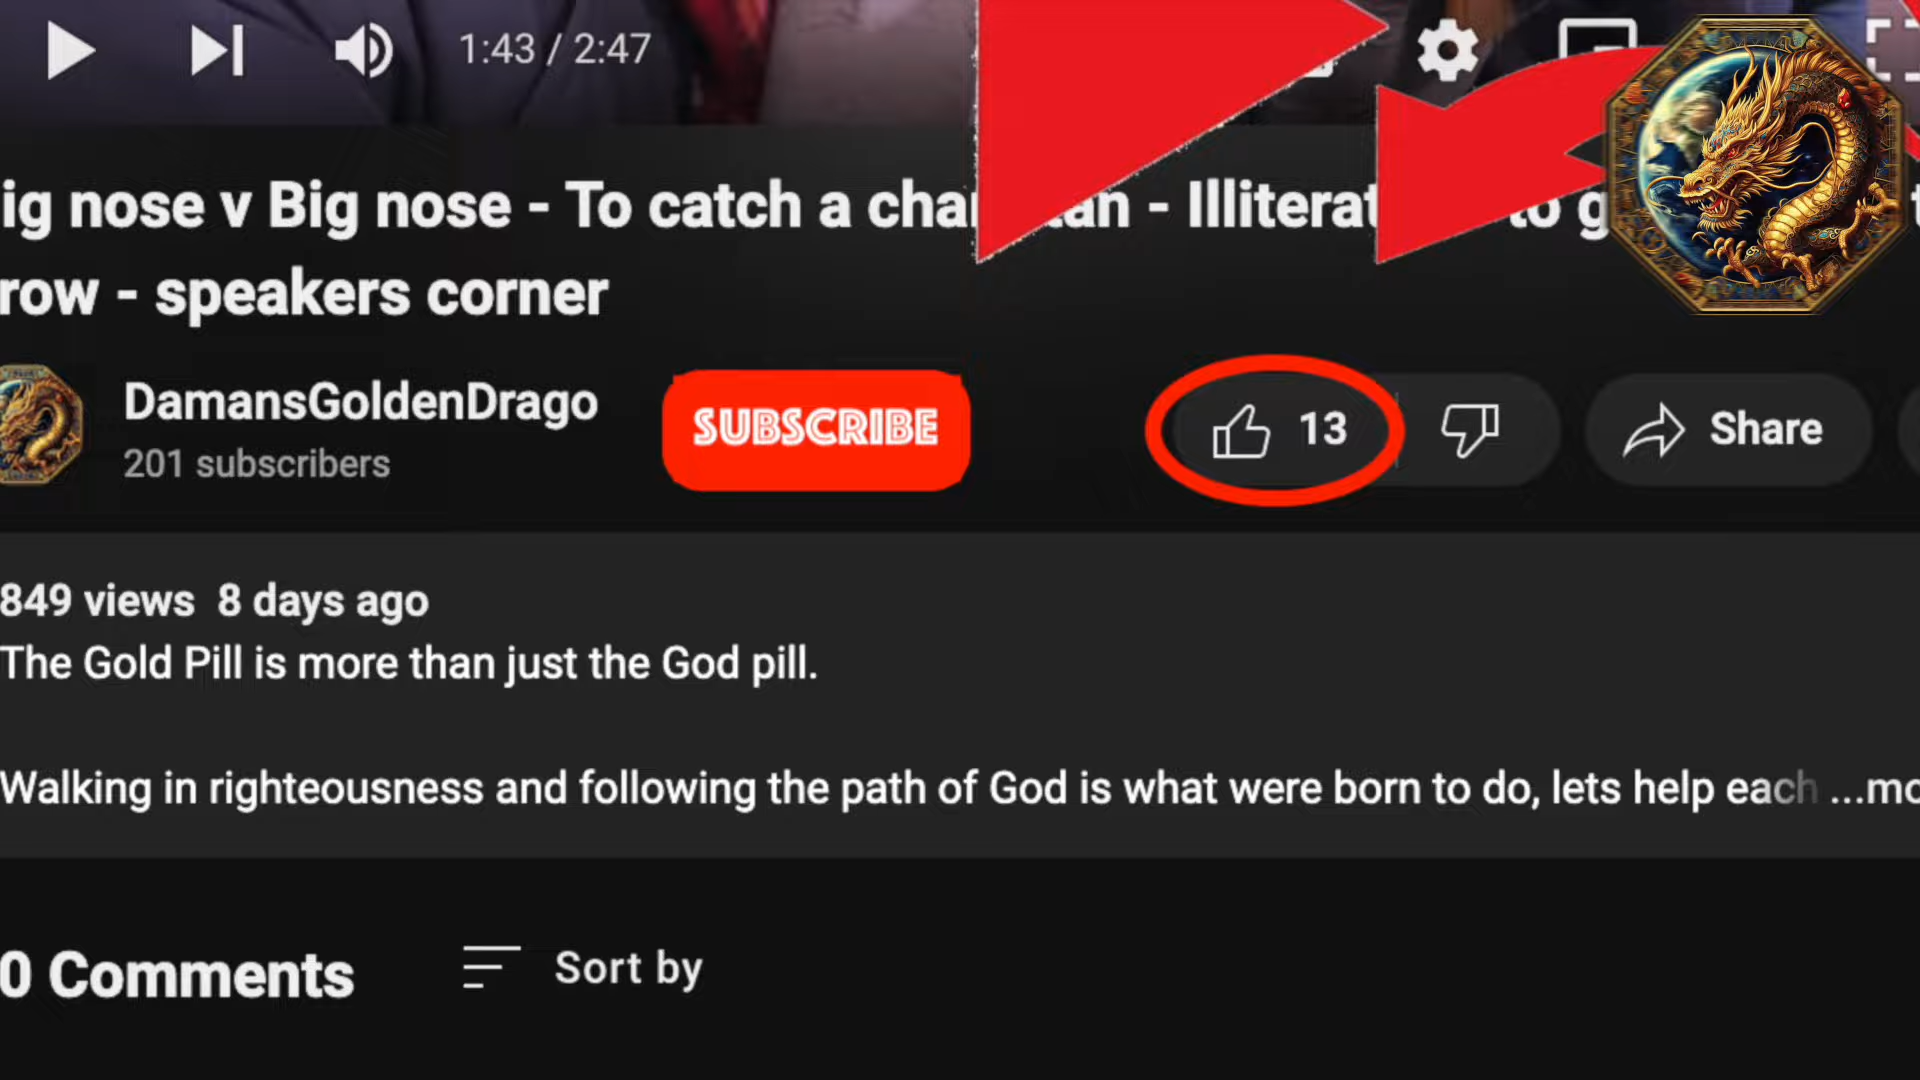 1:43 / 2:47
ig nose v Big nose - To catch a - Illiterat to
row - speakers corner
DamansGoldenDrago
201 subscribers
SUBSCRIBE
13
Share
849 views 8 days ago
The Gold Pill is more than just the God pill.
Walking in righteousness and following the path of God is what were born to do, lets help each ...mo
0 Comments
Sort by